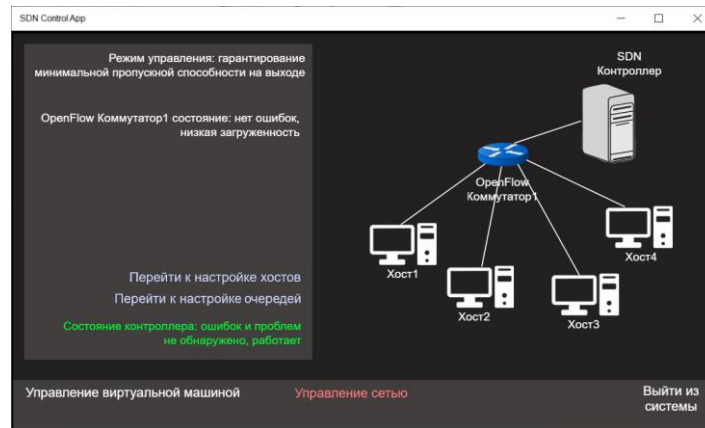 SDN Control App
Режим управления: гарантирование
минимальной пропускной способности на выходе
OpenFlow Коммутатор1 состояние: нет ошибок,
низкая загруженность
Перейти к настройке хостов
Перейти к настройке очередей
Состояние контроллера: ошибок и проблем
не обнаружено, работает
SDN
Контроллер
OpenFlow
Коммутатор1
Хост1
Хост2
Хост3
Хост4
Управление виртуальной машиной
Управление сетью
Выйти из
системы